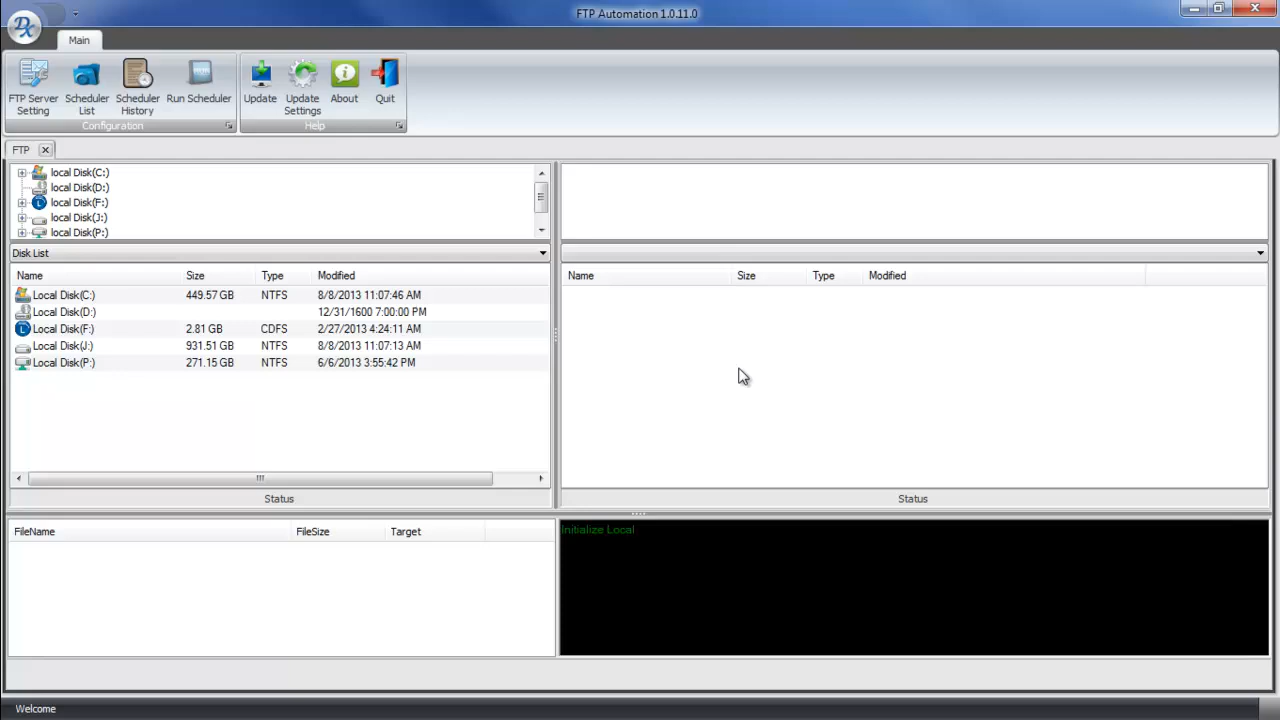 FTP Automation 1.0.11.0
Main
FTP Server Setting
Scheduler List
Scheduler History
Run Scheduler
Update
Update Settings
About
Quit
Configuration
Help
FTP
local Disk(C:)
local Disk(D:)
local Disk(F:)
local Disk(J:)
local Disk(P:)
Disk List
Name Size Type Modified
Local Disk(C:) 449.57 GB NTFS 8/8/2013 11:07:46 AM
Local Disk(D:) 12/31/1600 7:00:00 PM
Local Disk(F:) 2.81 GB CDFS 2/27/2013 4:24:11 AM
Local Disk(J:) 931.51 GB NTFS 8/8/2013 11:07:13 AM
Local Disk(P:) 271.15 GB NTFS 6/6/2013 3:55:42 PM
Status
Name Size Type Modified
Status
FileName FileSize Target
Initialize Local
Welcome